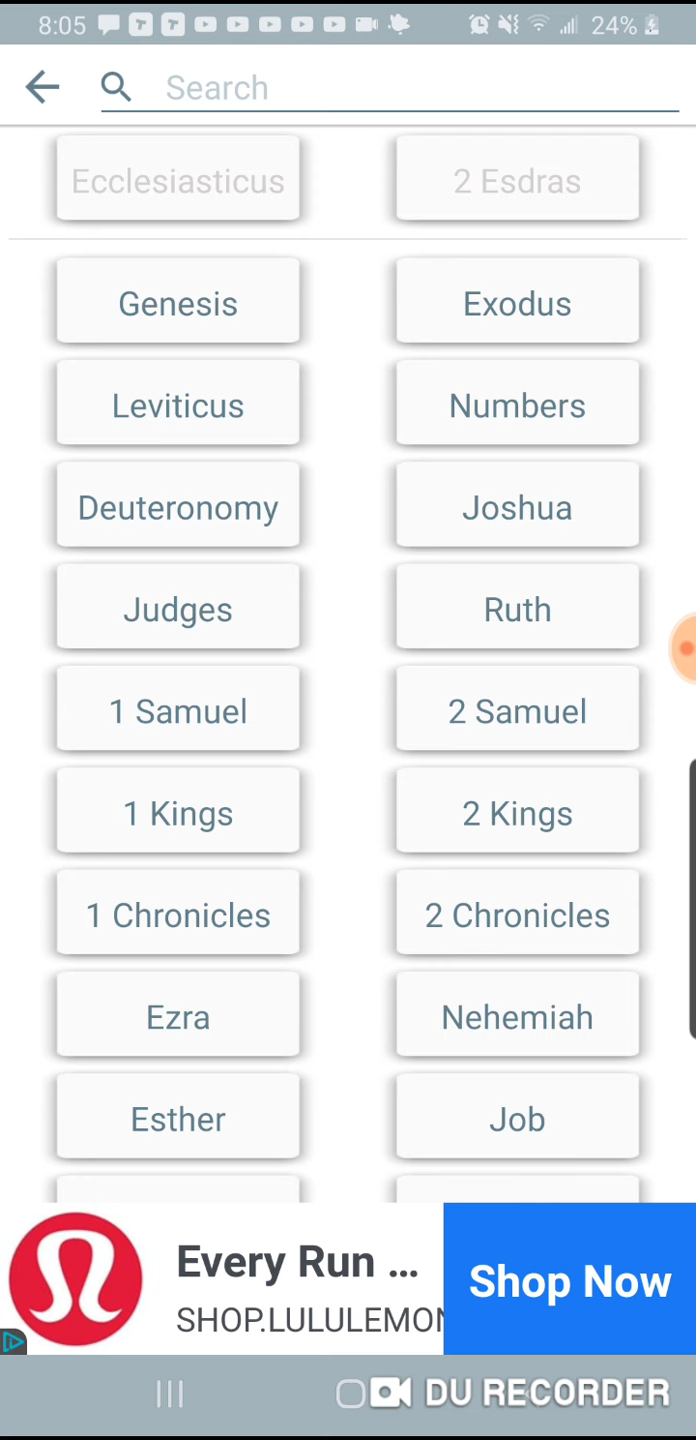 8:05
24%
Search
Ecclesiasticus 2 Esdras
Genesis Exodus
Leviticus Numbers
Deuteronomy Joshua
Judges Ruth
1 Samuel 2 Samuel
1 Kings 2 Kings
1 Chronicles 2 Chronicles
Ezra Nehemiah
Esther Job
Every Run ...
SHOP.LULULEMON
Shop Now
DU RECORDER